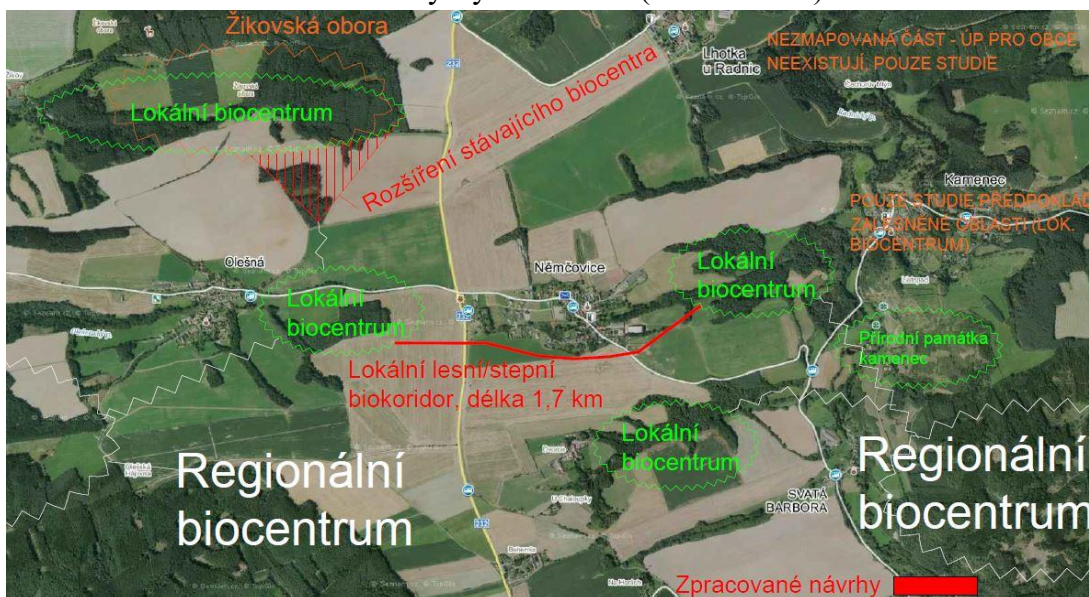 Žikovská obora
Lhotka
u Radnic
NEZMAPOVANÁ ČÁST - ÚP PRO OBCE
NEEXISTUJÍ, POUZE STUDIE
Lokální biocentrum
Rozšíření stávajícího biocentra
Kamenec
POUZE STUDIE,PŘEDPOKLAD
ZALESNĚNÉ OBLASTI (LOK.
BIOCENTRUM)
Olešná
Němčovice
Lokální
biocentrum
Lokální
biocentrum
Přírodní památka
kamenec
Lokální lesní/stepní
biokoridor, délka 1,7 km
Lokální
biocentrum
Regionální
biocentrum
Regionální
biocentrum
SVATÁ
BARBORA
Zpracované návrhy